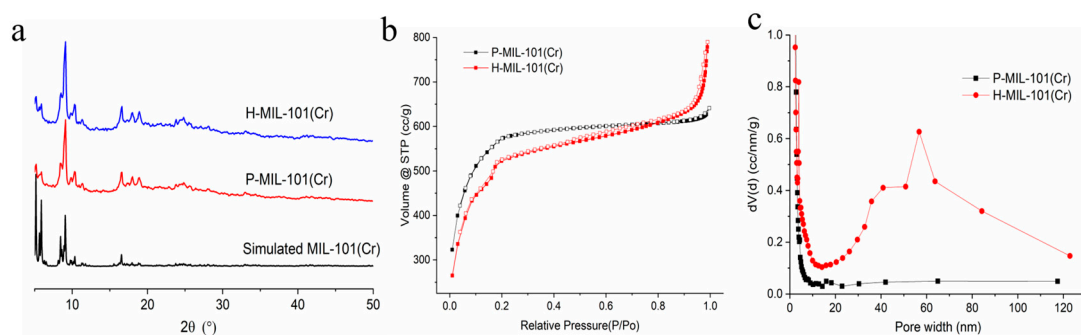 a
H-MIL-101(Cr)
P-MIL-101(Cr)
Simulated MIL-101(Cr)
10 20 30 40 50
2θ (°)
b
800
700
600
500
400
300
Volume @ STP (cc/g)
P-MIL-101(Cr)
H-MIL-101(Cr)
0.0 0.2 0.4 0.6 0.8 1.0
Relative Pressure(P/Po)
c
1.0
0.8
0.6
0.4
0.2
0.0
dV(d) (cc/nm/g)
P-MIL-101(Cr)
H-MIL-101(Cr)
0 20 40 60 80 100 120
Pore width (nm)